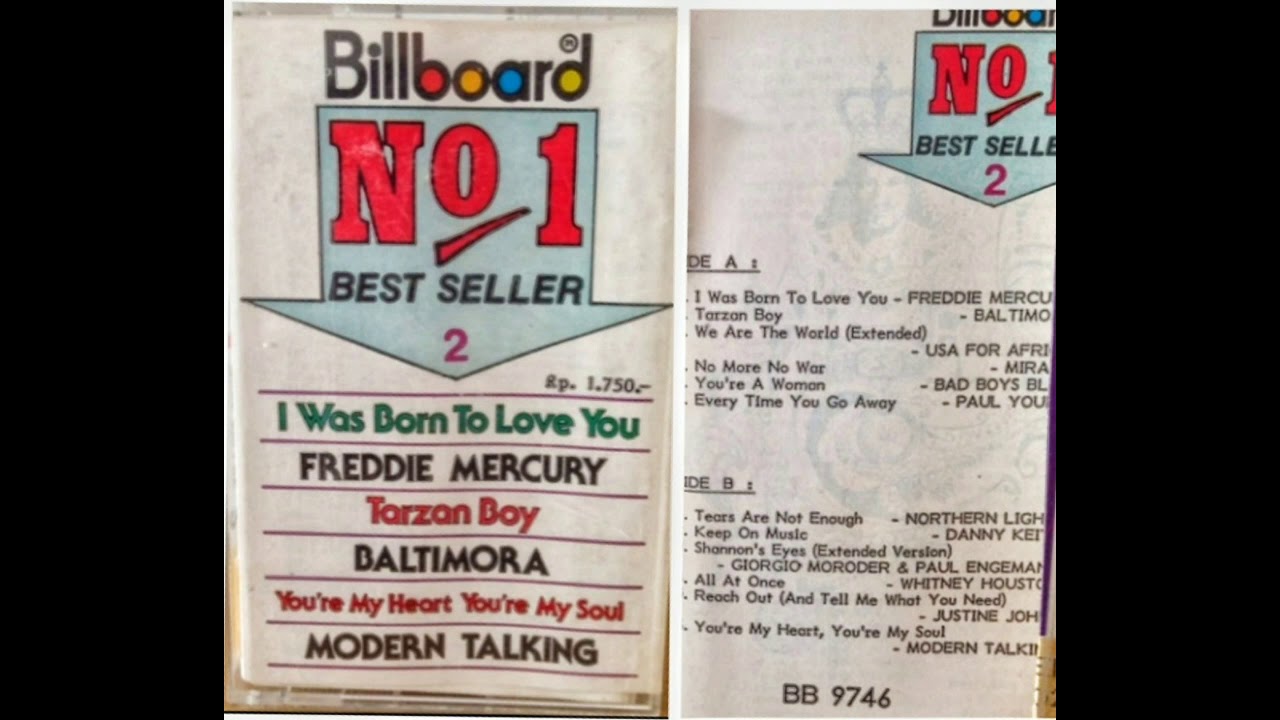 Billboard®
No 1
BEST SELLER
2
Rp. 1.750.-
I Was Born To Love You
FREDDIE MERCURY
Tarzan Boy
BALTIMORA
You're My Heart You're My Soul
MODERN TALKING
Billboar
No 1
BEST SELLE
2
IDE A :
. I Was Born To Love You - FREDDIE MERCU
. Tarzan Boy - BALTIMO
. We Are The World (Extended)
- USA FOR AFRI
. No More No War - MIRA
. You're A Woman - BAD BOYS BL
. Every TIme You Go Away - PAUL YOU
IDE B :
. Tears Are Not Enough - NORTHERN LIGH
. Keep On Music - DANNY KEI
. Shannon's Eyes (Extended Version)
- GIORGIO MORODER & PAUL ENGEMAN
. All At Once - WHITNEY HOUSTO
. Reach Out (And Tell Me What You Need)
- JUSTINE JOH
. You're My Heart, You're My Soul
- MODERN TALKIN
BB 9746